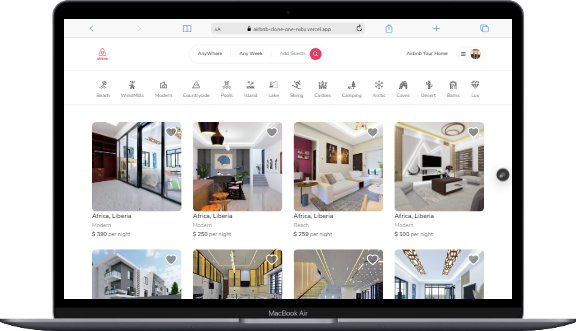 AA airbnb-clone-one-ruby.vercel.app
airbnb AnyWhere Any Week Add Guests Airbnb Your Home
Beach WindMills Modern Countryside Pools Island Lake Skiing Castles Camping Arctic Caves Desert Barns Lux
Africa, Liberia Africa, Liberia Africa, Liberia Africa, Liberia
Modern Modern Beach Modern
$ 390 per night $ 250 per night $ 259 per night $ 100 per night
MacBook Air